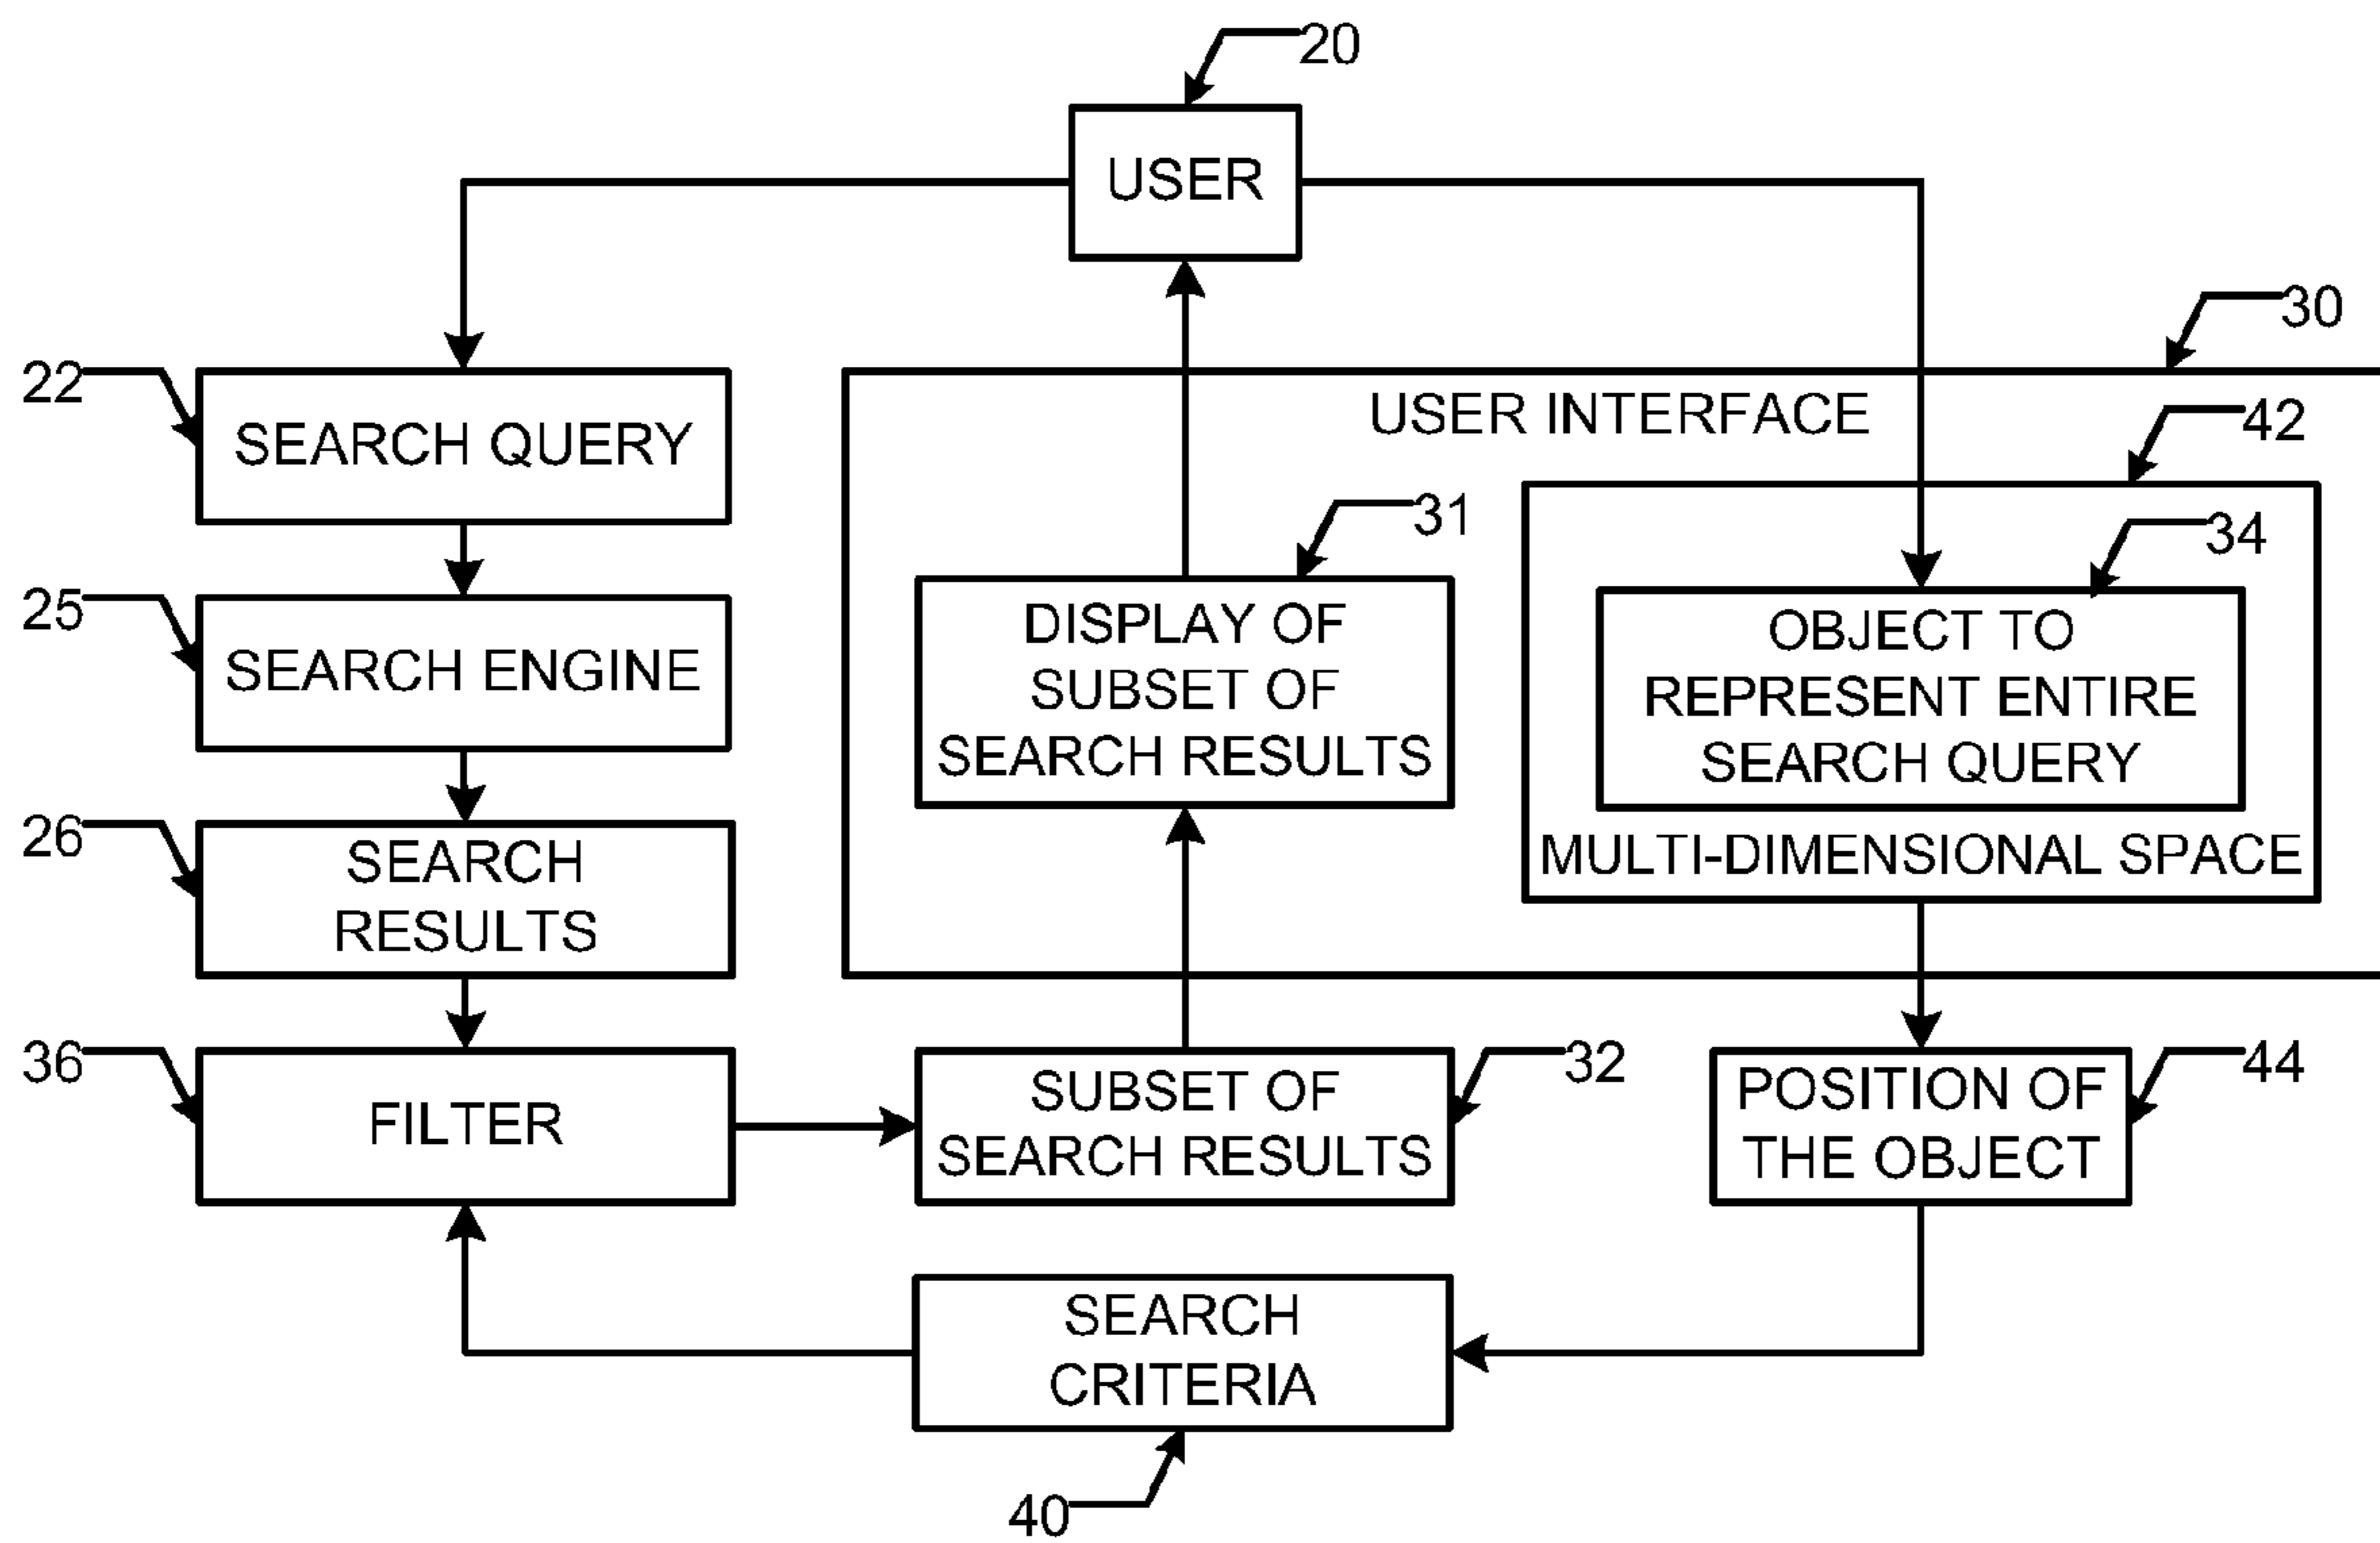 20
USER
30
22
SEARCH QUERY
USER INTERFACE
42
31
34
25
SEARCH ENGINE
DISPLAY OF
SUBSET OF
SEARCH RESULTS
OBJECT TO
REPRESENT ENTIRE
SEARCH QUERY
MULTI-DIMENSIONAL SPACE
26
SEARCH
RESULTS
36
FILTER
SUBSET OF
SEARCH RESULTS
32
POSITION OF
THE OBJECT
44
SEARCH
CRITERIA
40